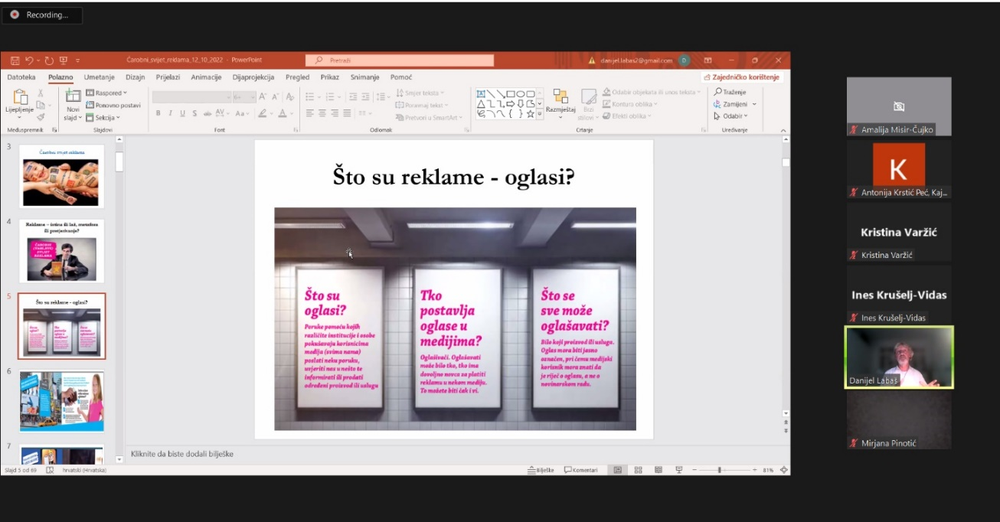 Recording...
Čarobni_svijet_reklama_12_10_2022 - PowerPoint
Pretraži
danijel.labas2@gmail.com
D
Datoteka Polazno Umetanje Dizajn Prijelazi Animacije Dijaprojekcija Pregled Prikaz Snimanje Pomoć
Zajedničko korištenje
Lijepljenje
Novi
slajd
Raspored
Ponovno postavi
Sekcija
Smjer teksta
Poravnaj tekst
Pretvori u SmartArt
Razmještaj
Brzi
stilovi
Odabir objekata ili unos teksta
Kontura oblika
Efekti oblika
Traženje
Zamijeni
Odabir
Međuspremnik
Slajdovi
Font
Odlomak
Crtanje
Uređivanje
3
Čarobni svijet reklama
4
Reklame – istina ili laž, metafora
ili pretjerivanje?
ČAROBNI
SVIJET
REKLAMA
5
Što su reklame - oglasi?
6
7
Što su reklame - oglasi?
Što su
oglasi?
Poruke pomoću kojih
različite institucije i osobe
pokušavaju korisnicima
medija (svima nama)
poslati neku poruku,
uvjeriti nas u nešto te
informirati ili prodati
određeni proizvod ili uslugu
Tko
postavlja
oglase u
medijima?
Oglašivači. Oglašavati
može bilo tko, tko ima
dovoljno novca za platiti
reklamu u nekom mediju.
To možete biti čak i vi.
Što se
sve može
oglašavati?
Bilo koji proizvod ili usluga.
Oglas mora biti jasno
označen, pri čemu medijski
korisnik mora znati da
je riječ o oglasu, a ne o
novinarskom radu.
Kliknite da biste dodali bilješke
Slajd 5 od 69
hrvatski (Hrvatska)
Bilješke
Komentari
81%
Amalija Misir-Čujko
K
Antonija Krstić Peć, Kaj...
Kristina Varžić
Kristina Varžić
Ines Krušelj-Vidas
Ines Krušelj-Vidas
Danijel Labaš
Mirjana Pinotić